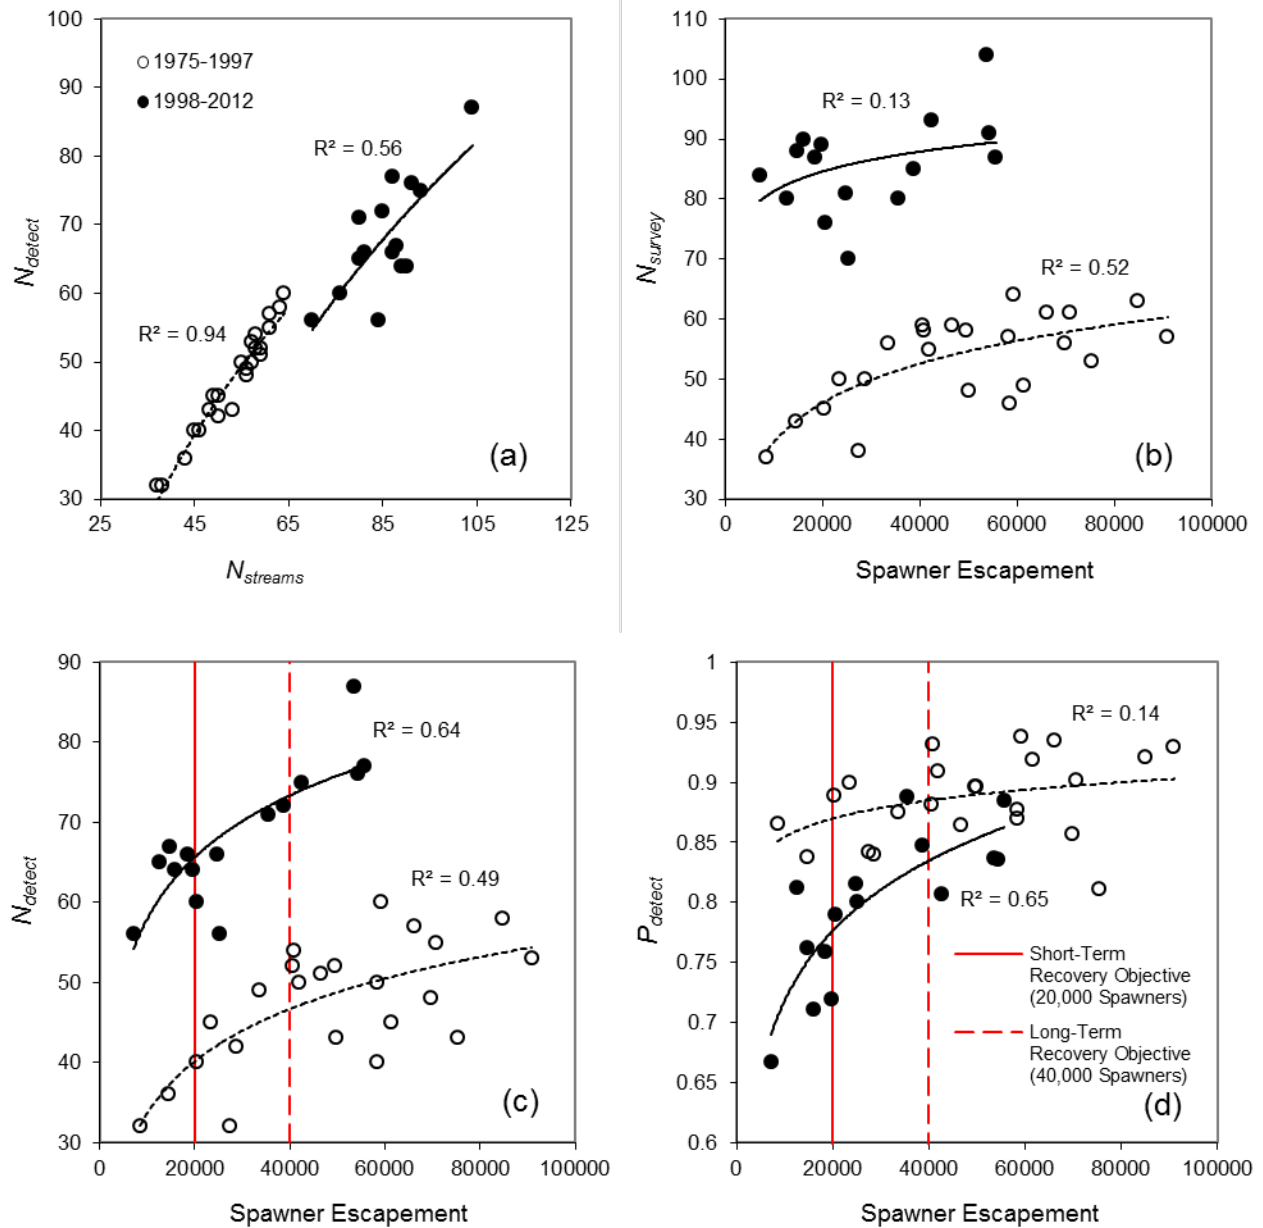 100
90
80
70
60
50
40
30
25
45
65
85
105
125
N_detect
N_streams
1975-1997
1998-2012
R² = 0.56
R² = 0.94
(a)
110
100
90
80
70
60
50
40
30
0
20000
40000
60000
80000
100000
N_survey
Spawner Escapement
R² = 0.13
R² = 0.52
(b)
90
80
70
60
50
40
30
0
20000
40000
60000
80000
100000
N_detect
Spawner Escapement
R² = 0.64
R² = 0.49
(c)
1
0.95
0.9
0.85
0.8
0.75
0.7
0.65
0.6
0
20000
40000
60000
80000
100000
P_detect
Spawner Escapement
R² = 0.14
R² = 0.65
Short-Term
Recovery Objective
(20,000 Spawners)
Long-Term
Recovery Objective
(40,000 Spawners)
(d)